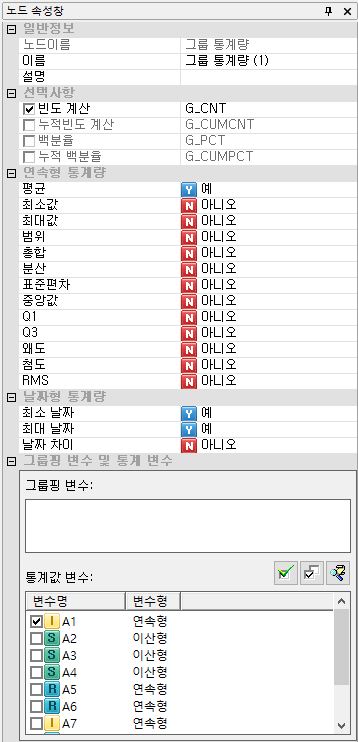 노드 속성창
일반정보
노드이름 그룹 통계량
이름 그룹 통계량 (1)
설명
선택사항
빈도 계산 G_CNT
누적빈도 계산 G_CUMCNT
백분율 G_PCT
누적 백분율 G_CUMPCT
연속형 통계량
평균 Y 예
최소값 N 아니오
최대값 N 아니오
범위 N 아니오
총합 N 아니오
분산 N 아니오
표준편차 N 아니오
중앙값 N 아니오
Q1 N 아니오
Q3 N 아니오
왜도 N 아니오
첨도 N 아니오
RMS N 아니오
날짜형 통계량
최소 날짜 Y 예
최대 날짜 Y 예
날짜 차이 N 아니오
그룹핑 변수 및 통계 변수
그룹핑 변수:
통계값 변수:
변수명 변수형
I A1 연속형
S A2 이산형
S A3 이산형
S A4 이산형
R A5 연속형
R A6 연속형
I A7 연속형